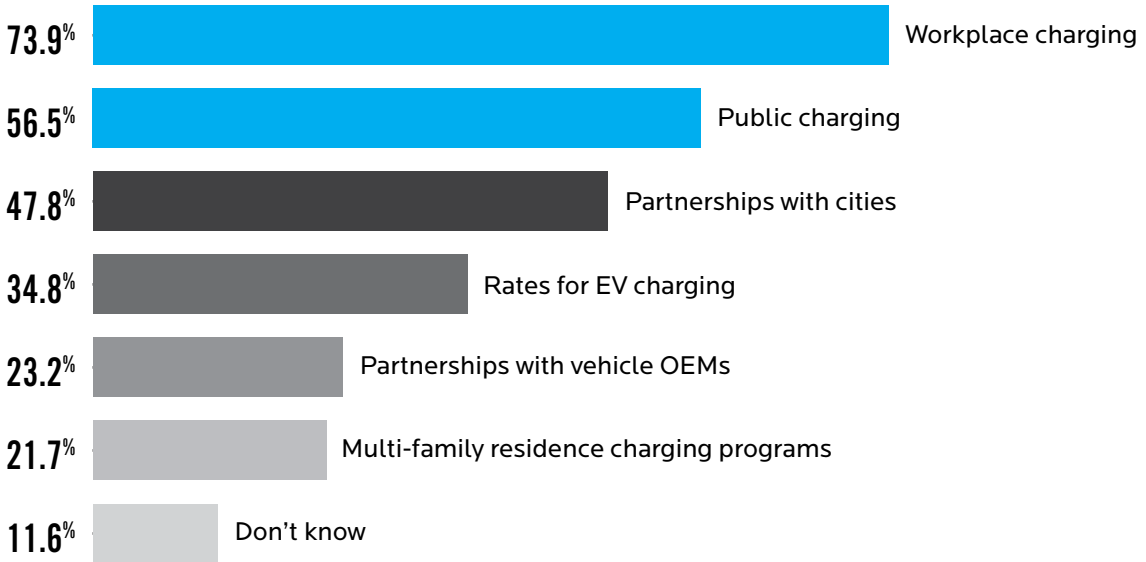 73.9% Workplace charging
56.5% Public charging
47.8% Partnerships with cities
34.8% Rates for EV charging
23.2% Partnerships with vehicle OEMs
21.7% Multi-family residence charging programs
11.6% Don’t know